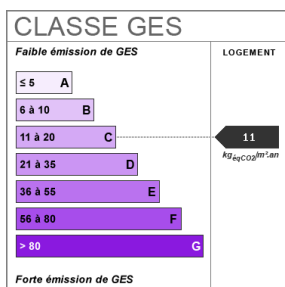 CLASSE GES
Faible émission de GES
LOGEMENT
≤ 5 A
6 à 10 B
11 à 20 C
11
kgéqCO2/m².an
21 à 35 D
36 à 55 E
56 à 80 F
> 80 G
Forte émission de GES